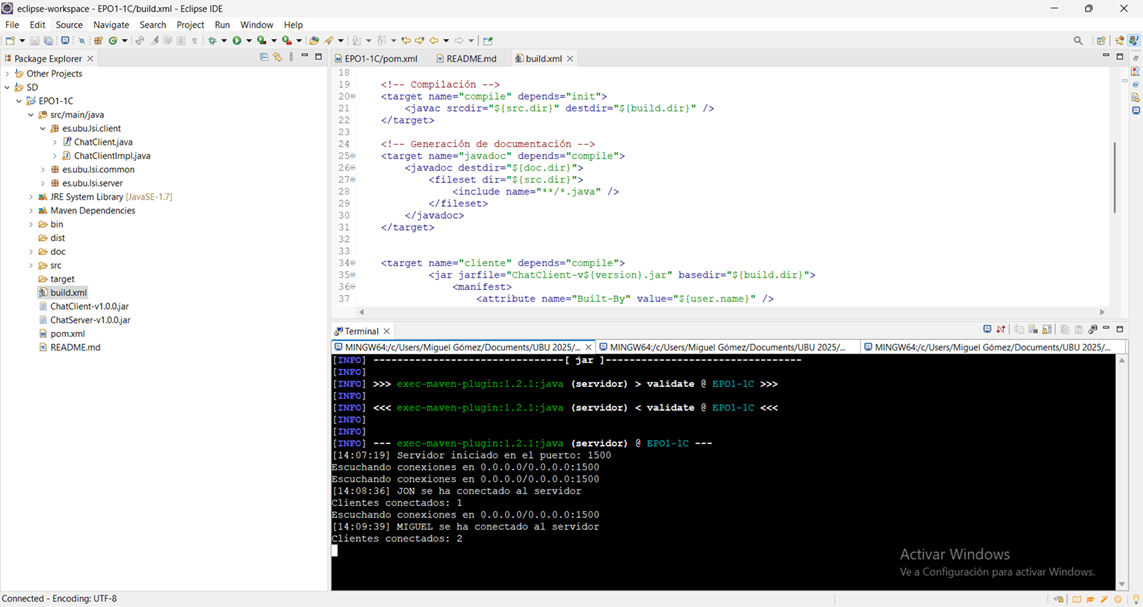 eclipse-workspace - EPO1-1C/build.xml - Eclipse IDE
File Edit Source Navigate Search Project Run Window Help
Package Explorer
Other Projects
SD
EPO1-1C
src/main/java
es.ubu.lsi.client
ChatClient.java
ChatClientImpl.java
es.ubu.lsi.common
es.ubu.lsi.server
JRE System Library [JavaSE-1.7]
Maven Dependencies
bin
dist
doc
src
target
build.xml
ChatClient-v1.0.0.jar
ChatServer-v1.0.0.jar
pom.xml
README.md
EPO1-1C/pom.xml README.md build.xml
18
19 <!-- Compilación -->
20 <target name="compile" depends="init">
21 <javac srcdir="${src.dir}" destdir="${build.dir}" />
22 </target>
23
24 <!-- Generación de documentación -->
25 <target name="javadoc" depends="compile">
26 <javadoc destdir="${doc.dir}">
27 <fileset dir="${src.dir}">
28 <include name="**/*.java" />
29 </fileset>
30 </javadoc>
31 </target>
32
33
34 <target name="cliente" depends="compile">
35 <jar jarfile="ChatClient-v${version}.jar" basedir="${build.dir}">
36 <manifest>
37 <attribute name="Built-By" value="${user.name}" />
Terminal
MINGW64:/c/Users/Miguel Gómez/Documents/UBU 2025/... MINGW64:/c/Users/Miguel Gómez/Documents/UBU 2025/... MINGW64:/c/Users/Miguel Gómez/Documents/UBU 2025/...
[INFO] --------------------------------[ jar ]---------------------------------
[INFO]
[INFO] >>> exec-maven-plugin:1.2.1:java (servidor) > validate @ EPO1-1C >>>
[INFO]
[INFO] <<< exec-maven-plugin:1.2.1:java (servidor) < validate @ EPO1-1C <<<
[INFO]
[INFO]
[INFO] --- exec-maven-plugin:1.2.1:java (servidor) @ EPO1-1C ---
[14:07:19] Servidor iniciado en el puerto: 1500
Escuchando conexiones en 0.0.0.0/0.0.0.0:1500
Escuchando conexiones en 0.0.0.0/0.0.0.0:1500
[14:08:36] JON se ha conectado al servidor
Clientes conectados: 1
Escuchando conexiones en 0.0.0.0/0.0.0.0:1500
[14:09:39] MIGUEL se ha conectado al servidor
Clientes conectados: 2
Activar Windows
Ve a Configuración para activar Windows.
Connected - Encoding: UTF-8